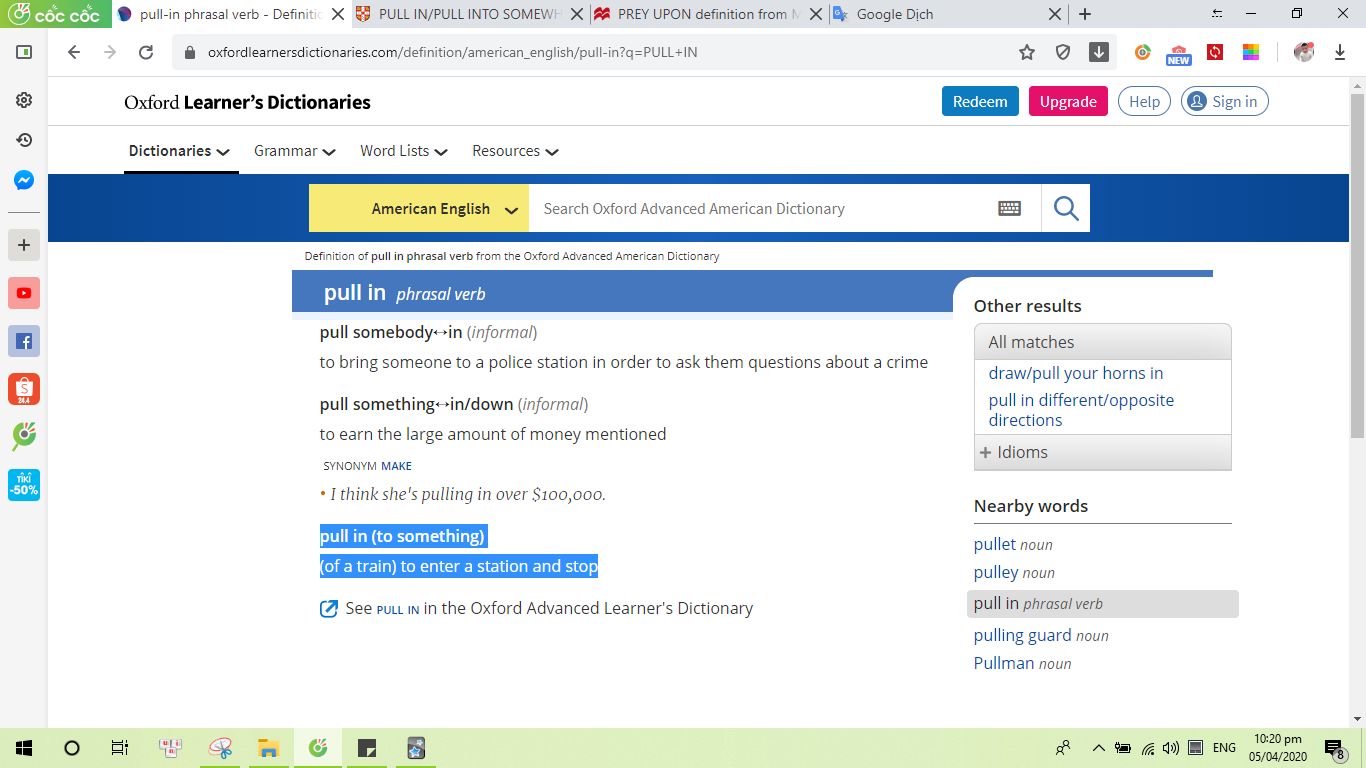 cốc cốc
pull-in phrasal verb - Definitic
PULL IN/PULL INTO SOMEWH
PREY UPON definition from M
Google Dịch
oxfordlearnersdictionaries.com/definition/american_english/pull-in?q=PULL+IN
NEW
Oxford Learner's Dictionaries
Redeem
Upgrade
Help
Sign in
Dictionaries
Grammar
Word Lists
Resources
American English
Search Oxford Advanced American Dictionary
Definition of pull in phrasal verb from the Oxford Advanced American Dictionary
pull in phrasal verb
pull somebody↔in (informal)
to bring someone to a police station in order to ask them questions about a crime
pull something↔in/down (informal)
to earn the large amount of money mentioned
SYNONYM MAKE
• I think she's pulling in over $100,000.
pull in (to something)
(of a train) to enter a station and stop
See PULL IN in the Oxford Advanced Learner's Dictionary
Other results
All matches
draw/pull your horns in
pull in different/opposite
directions
+ Idioms
Nearby words
pullet noun
pulley noun
pull in phrasal verb
pulling guard noun
Pullman noun
24.4
TIKI
-50%
ENG
10:20 pm
05/04/2020
8